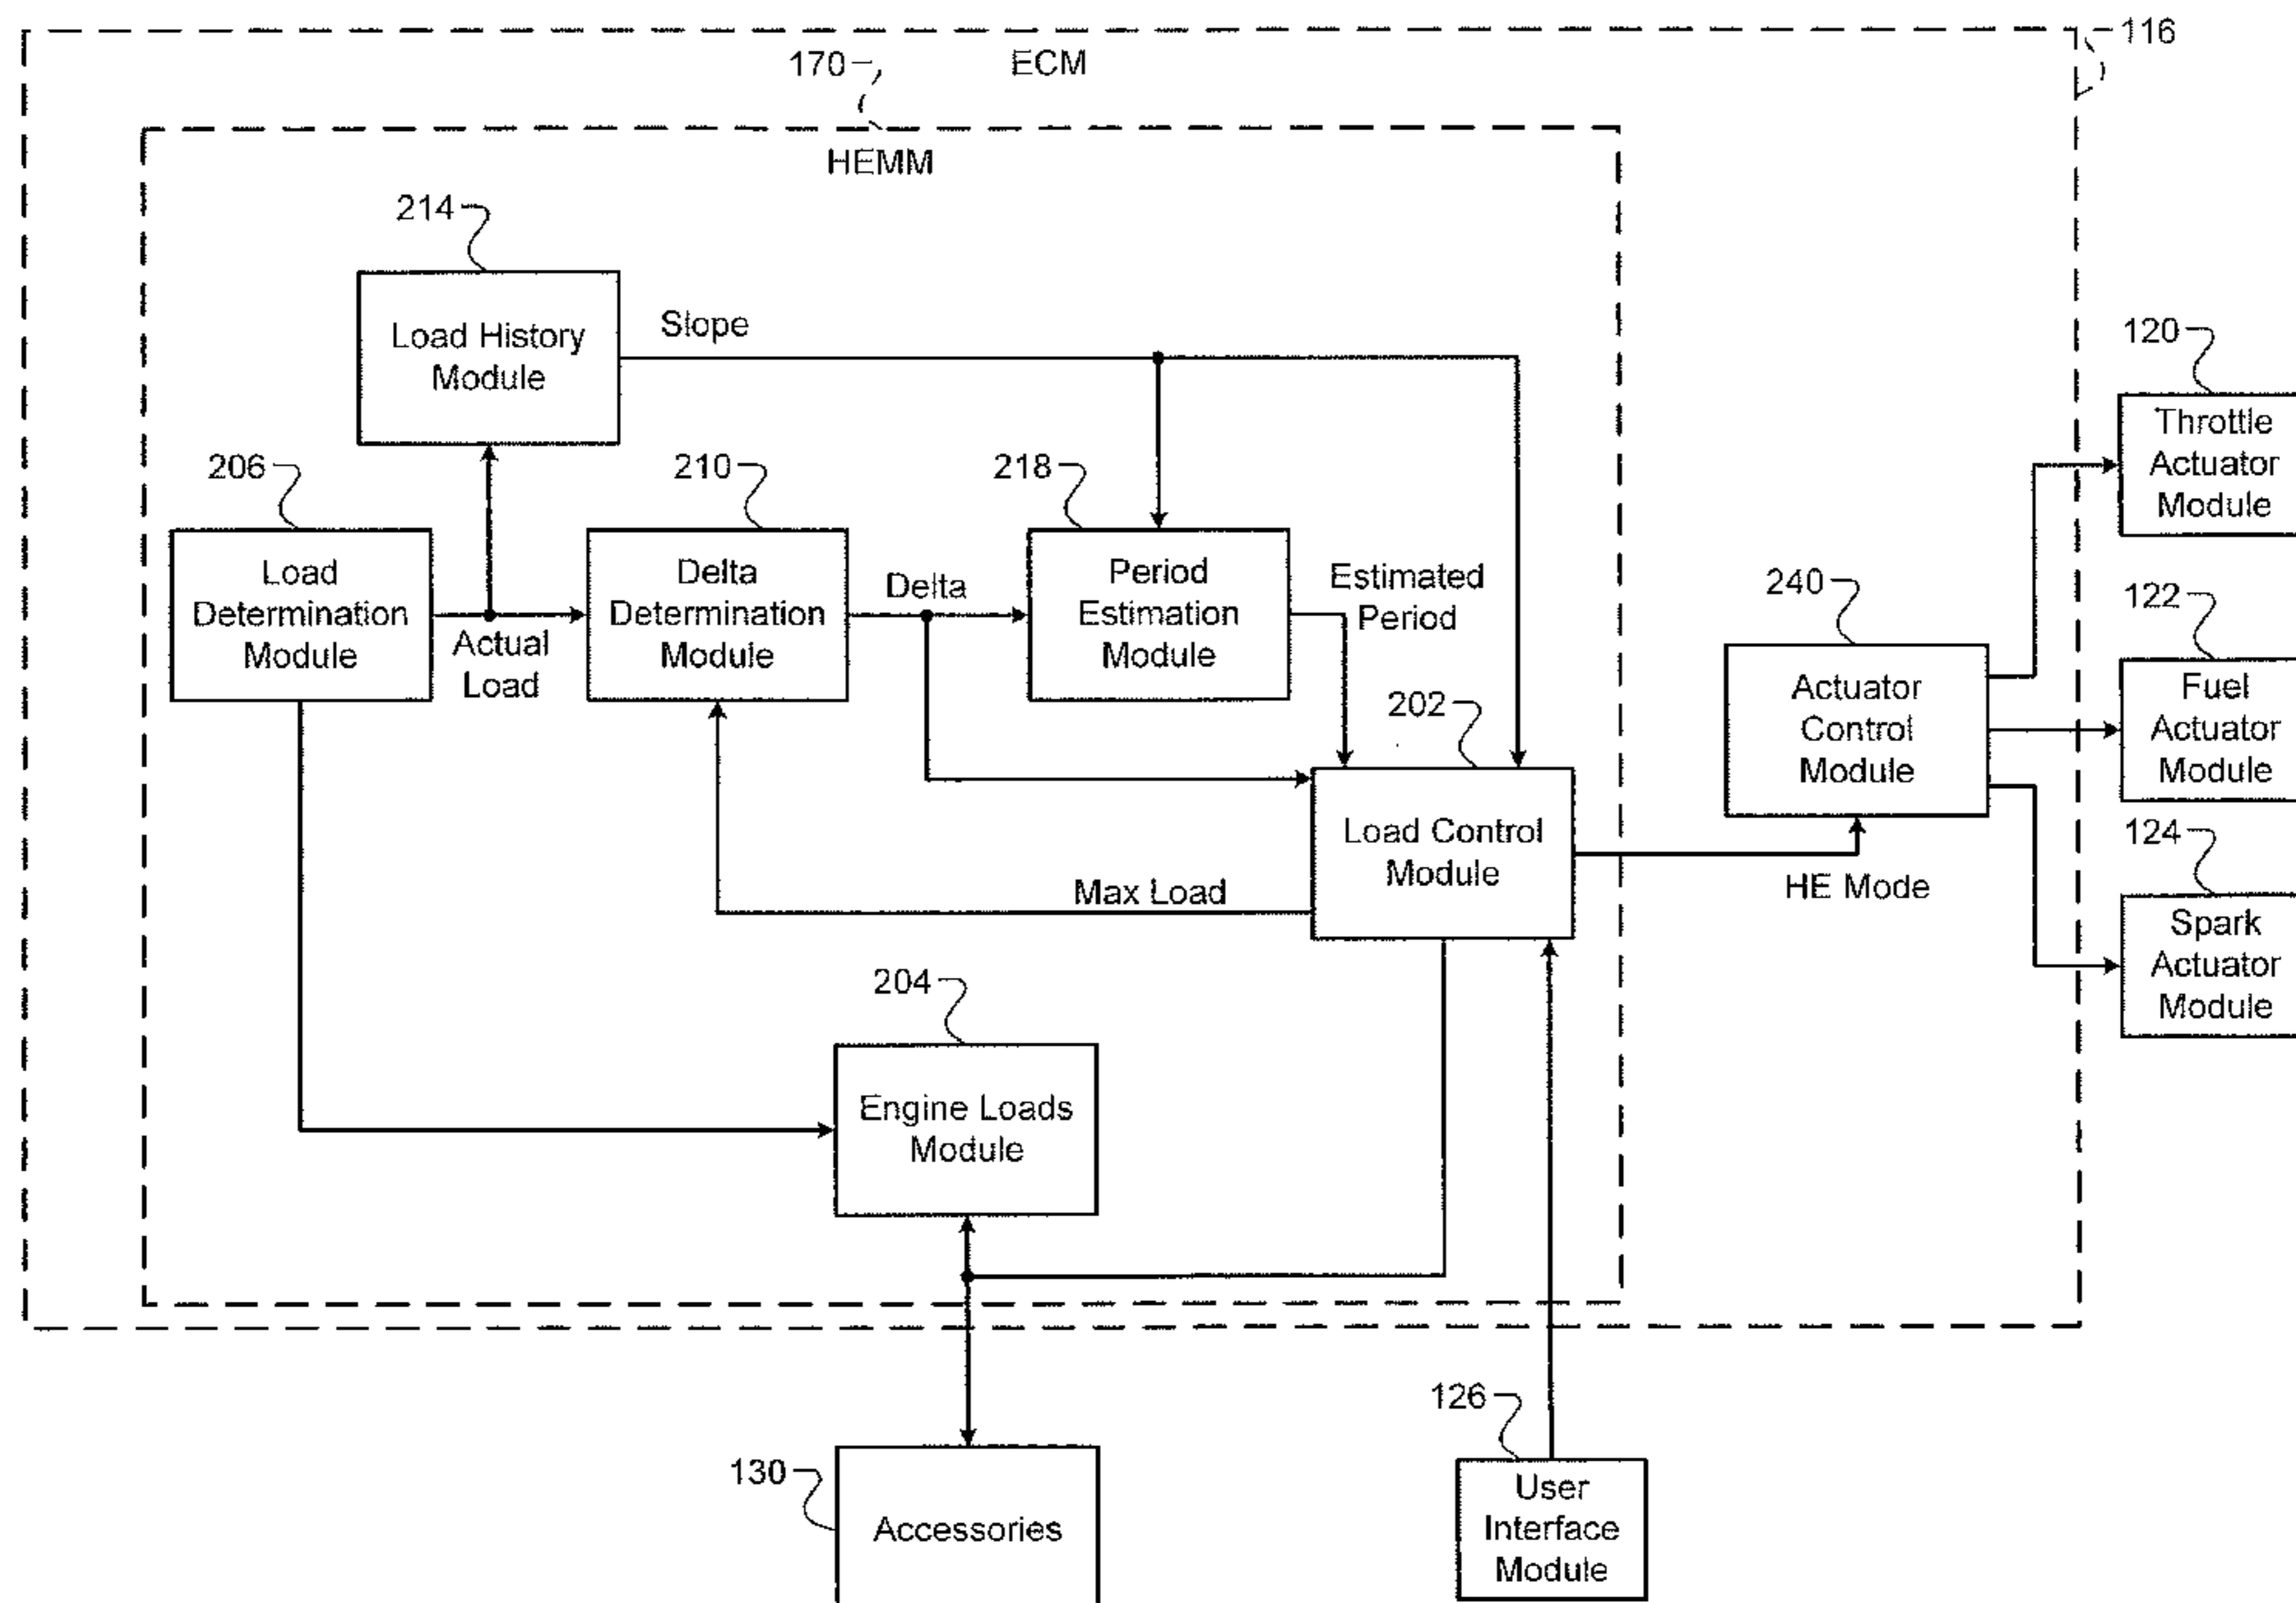 116
170
ECM
HEMM
214
Load History
Module
Slope
206
210
218
Load
Determination
Module
Actual
Load
Delta
Determination
Module
Delta
Period
Estimation
Module
Estimated
Period
202
Load Control
Module
Max Load
204
Engine Loads
Module
240
Actuator
Control
Module
HE Mode
120
Throttle
Actuator
Module
122
Fuel
Actuator
Module
124
Spark
Actuator
Module
130
Accessories
126
User
Interface
Module